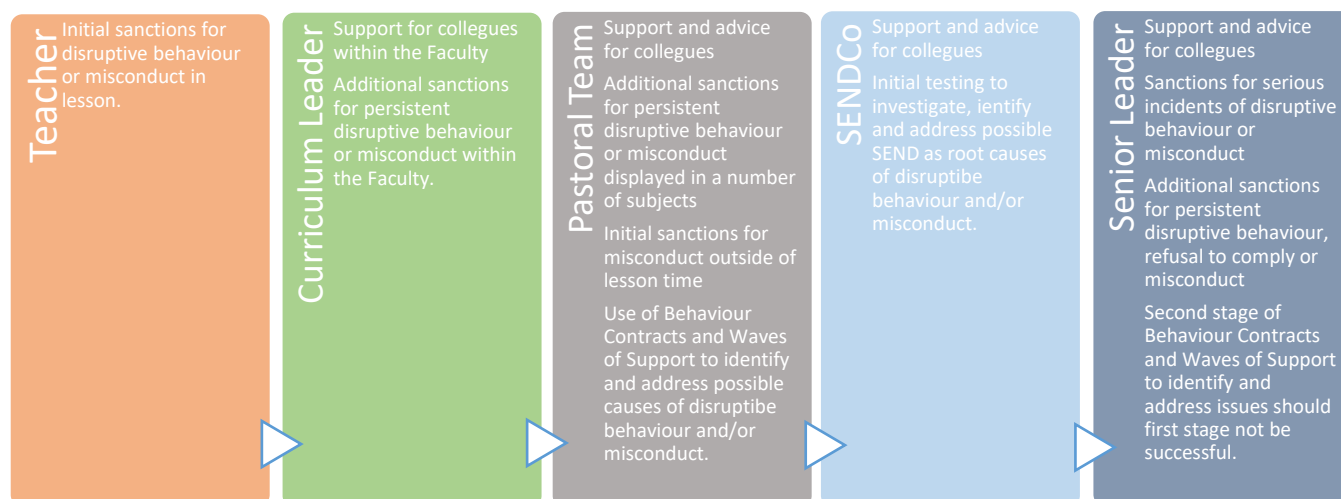 Teacher
Initial sanctions for
disruptive behaviour
or misconduct in
lesson.
Curriculum Leader
Support for collegues
within the Faculty
Additional sanctions
for persistent
disruptive behaviour
or misconduct within
the Faculty.
Pastoral Team
Support and advice
for collegues
Additional sanctions
for persistent
disruptive behaviour
or misconduct
displayed in a number
of subjects
Initial sanctions for
misconduct outside of
lesson time
Use of Behaviour
Contracts and Waves
of Support to identify
and address possible
causes of disruptibe
behaviour and/or
misconduct.
SENDCo
Support and advice
for collegues
Initial testing to
investigate, ientify
and address possible
SEND as root causes
of disruptibe
behaviour and/or
misconduct.
Senior Leader
Support and advice
for collegues
Sanctions for serious
incidents of disruptive
behaviour or
misconduct
Additional sanctions
for persistent
disruptive behaviour,
refusal to comply or
misconduct
Second stage of
Behaviour Contracts
and Waves of Support
to identify and
address issues should
first stage not be
successful.